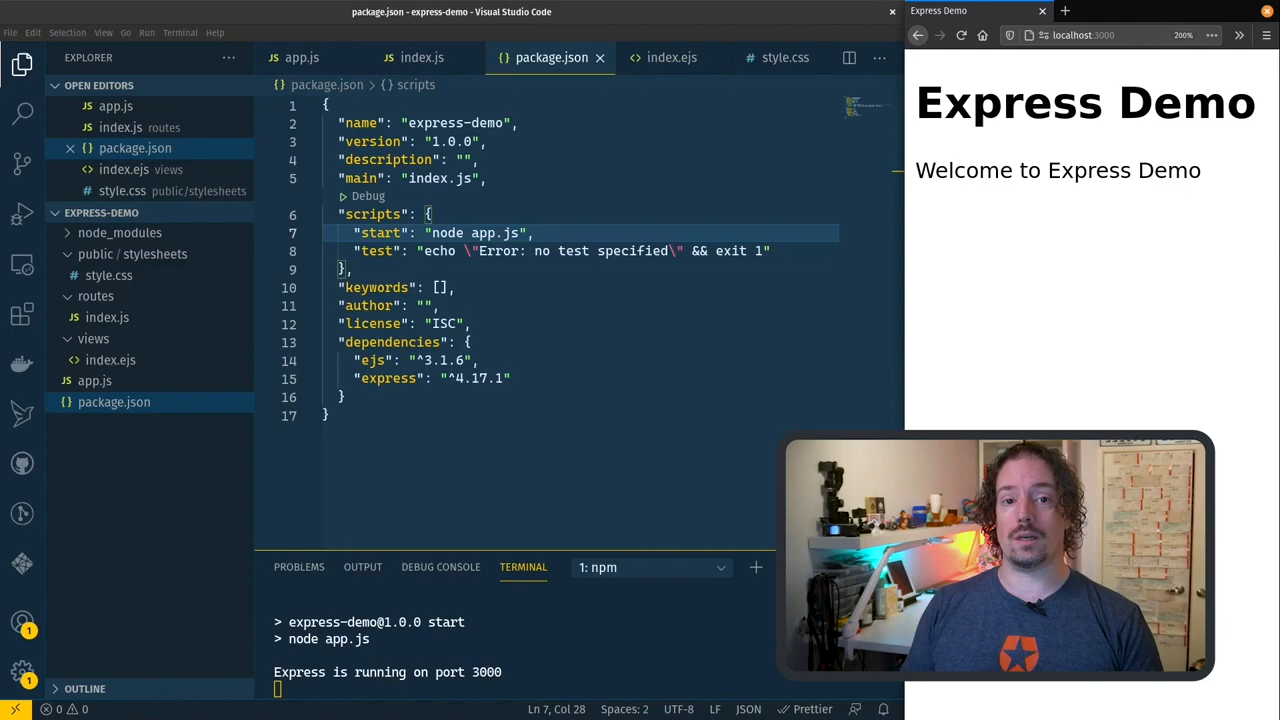 package.json - express-demo - Visual Studio Code
File Edit Selection View Go Run Terminal Help
EXPLORER
OPEN EDITORS
app.js
index.js routes
package.json
index.ejs views
style.css public/stylesheets
EXPRESS-DEMO
node_modules
public / stylesheets
style.css
routes
index.js
views
index.ejs
app.js
package.json
OUTLINE
app.js index.js package.json index.ejs style.css
package.json > {} scripts
1 {
2 "name": "express-demo",
3 "version": "1.0.0",
4 "description": "",
5 "main": "index.js",
Debug
6 "scripts": {
7 "start": "node app.js",
8 "test": "echo \"Error: no test specified\" && exit 1"
9 },
10 "keywords": [],
11 "author": "",
12 "license": "ISC",
13 "dependencies": {
14 "ejs": "^3.1.6",
15 "express": "^4.17.1"
16 }
17 }
PROBLEMS OUTPUT DEBUG CONSOLE TERMINAL 1: npm
> express-demo@1.0.0 start
> node app.js
Express is running on port 3000
0 0 Ln 7, Col 28 Spaces: 2 UTF-8 LF JSON Prettier
1
1
Express Demo
localhost:3000 200%
Express Demo
Welcome to Express Demo